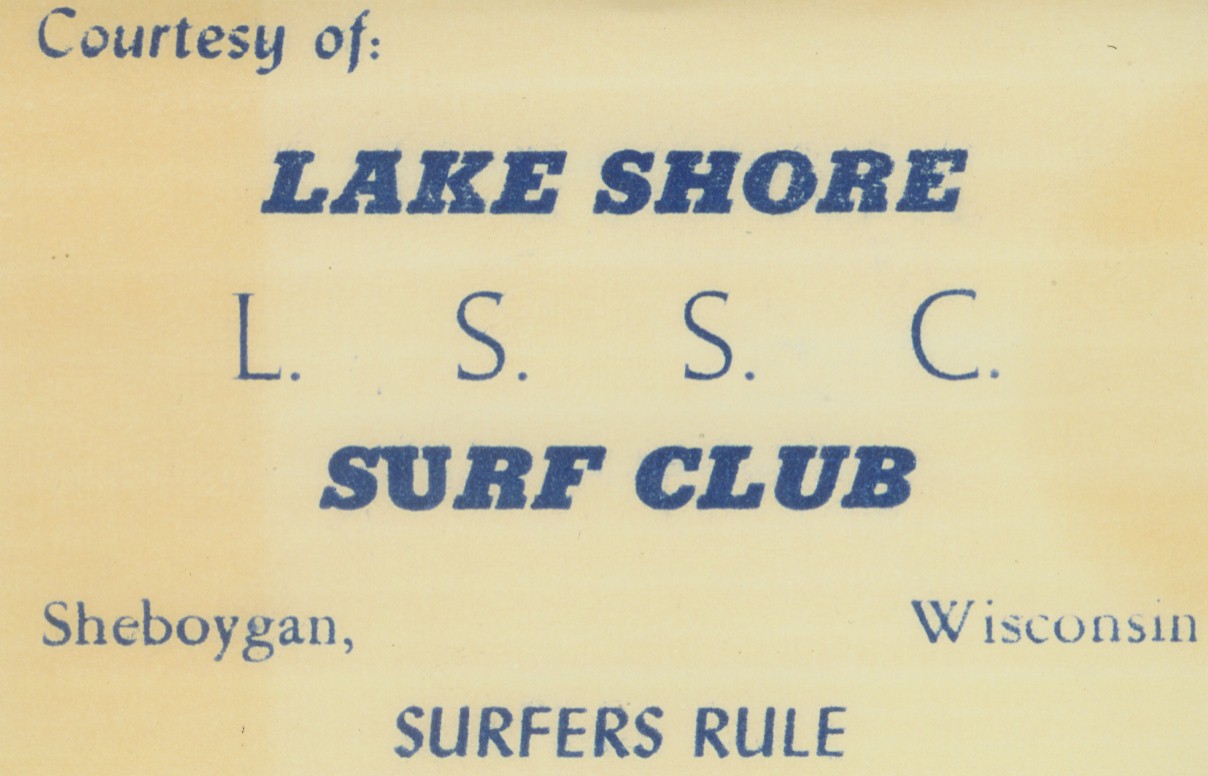 Courtesy of:
LAKE SHORE
L. S. S. C.
SURF CLUB
Sheboygan, Wisconsin
SURFERS RULE